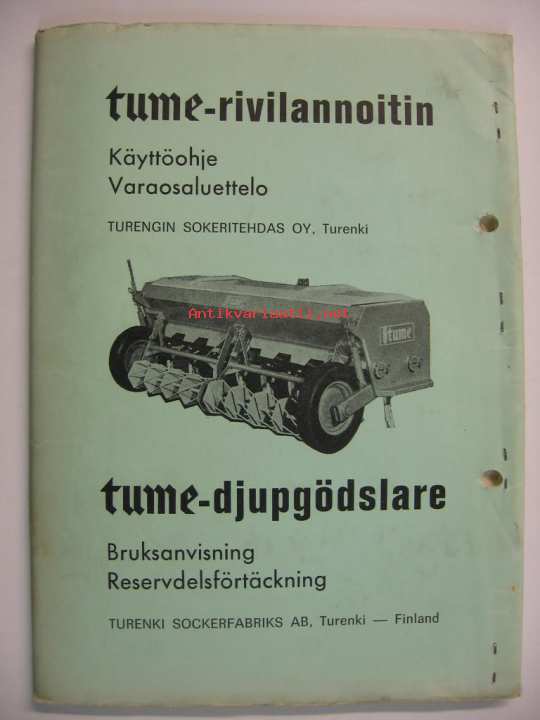 tume-rivilannoitin
Käyttöohje
Varaosaluettelo
TURENGIN SOKERITEHDAS OY, Turenki
Antikvariaatti.net
tume
tume-djupgödslare
Bruksanvisning
Reservdelsförtäckning
TURENKI SOCKERFABRIKS AB, Turenki — Finland